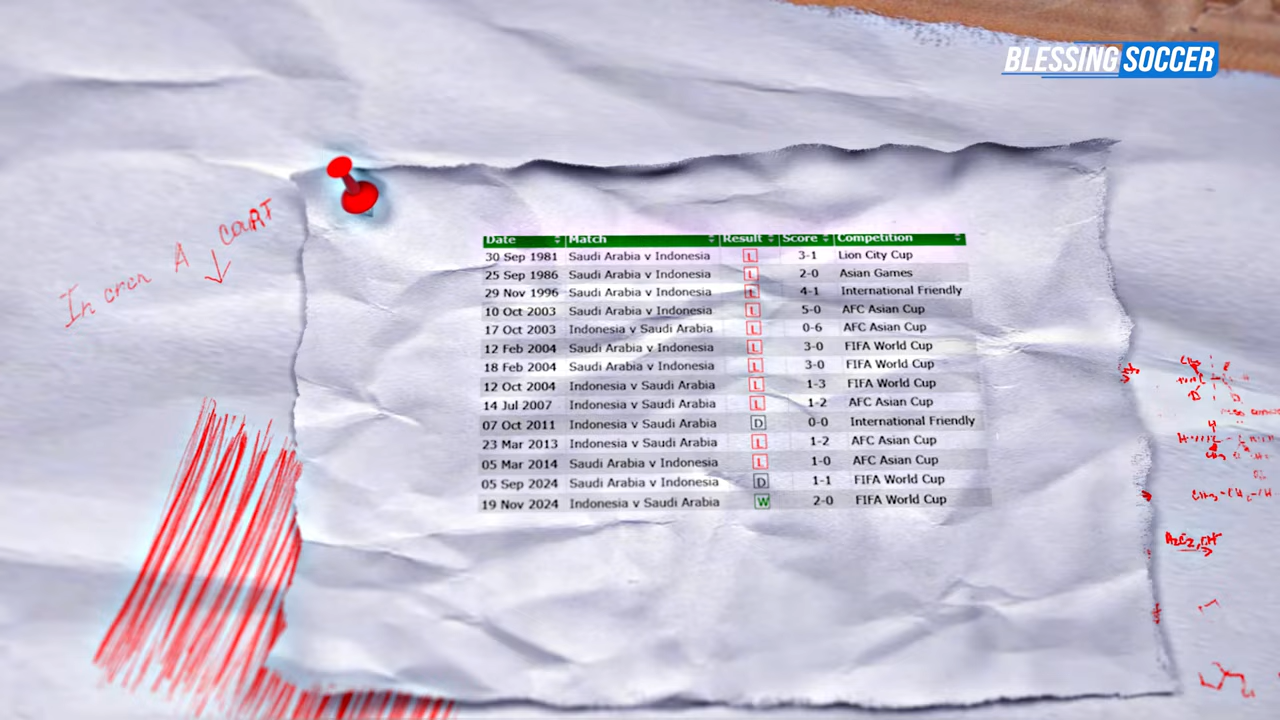 BLESSING SOCCER
In cron A court
Date Match Result Score Competition
30 Sep 1981 Saudi Arabia v Indonesia L 3-1 Lion City Cup
25 Sep 1986 Saudi Arabia v Indonesia L 2-0 Asian Games
29 Nov 1996 Saudi Arabia v Indonesia L 4-1 International Friendly
10 Oct 2003 Saudi Arabia v Indonesia L 5-0 AFC Asian Cup
17 Oct 2003 Indonesia v Saudi Arabia L 0-6 AFC Asian Cup
12 Feb 2004 Saudi Arabia v Indonesia L 3-0 FIFA World Cup
18 Feb 2004 Saudi Arabia v Indonesia L 3-0 FIFA World Cup
12 Oct 2004 Indonesia v Saudi Arabia L 1-3 FIFA World Cup
14 Jul 2007 Indonesia v Saudi Arabia L 1-2 AFC Asian Cup
07 Oct 2011 Indonesia v Saudi Arabia D 0-0 International Friendly
23 Mar 2013 Indonesia v Saudi Arabia L 1-2 AFC Asian Cup
05 Mar 2014 Saudi Arabia v Indonesia L 1-0 AFC Asian Cup
05 Sep 2024 Saudi Arabia v Indonesia D 1-1 FIFA World Cup
19 Nov 2024 Indonesia v Saudi Arabia W 2-0 FIFA World Cup